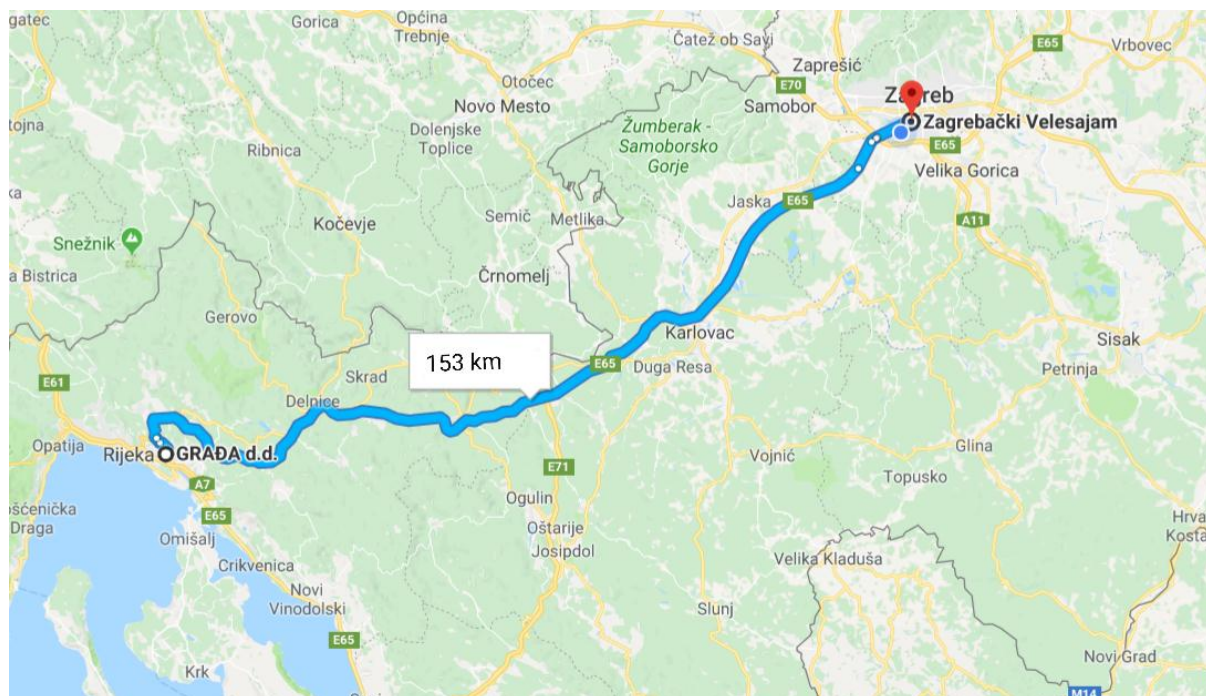 gatec
Gorica
Općina
Trebnje
Čatež ob Savi
E65
Vrbovec
Zaprešić
E70
Otočec
Novo Mesto
Samobor
Zagreb
Zagrebački Velesajam
tojna
Dolenjske
Toplice
Žumberak -
Samoborsko
Gorje
E65
Ribnica
Velika Gorica
Semič
Metlika
Jaska
E65
Kočevje
A11
Snežnik
a Bistrica
Črnomelj
Gerovo
Karlovac
Sisak
153 km
E65
Duga Resa
Petrinja
E61
Skrad
Delnice
Opatija
Rijeka
GRAĐA d.d.
Vojnić
Glina
E71
Topusko
A7
Ogulin
ošćenička
Draga
E65
Omišalj
Oštarije
Josipdol
Hrva
Kosta
Crikvenica
Velika Kladuša
Novi
Vinodolski
Slunj
E65
Krk
Novi Grad
M14